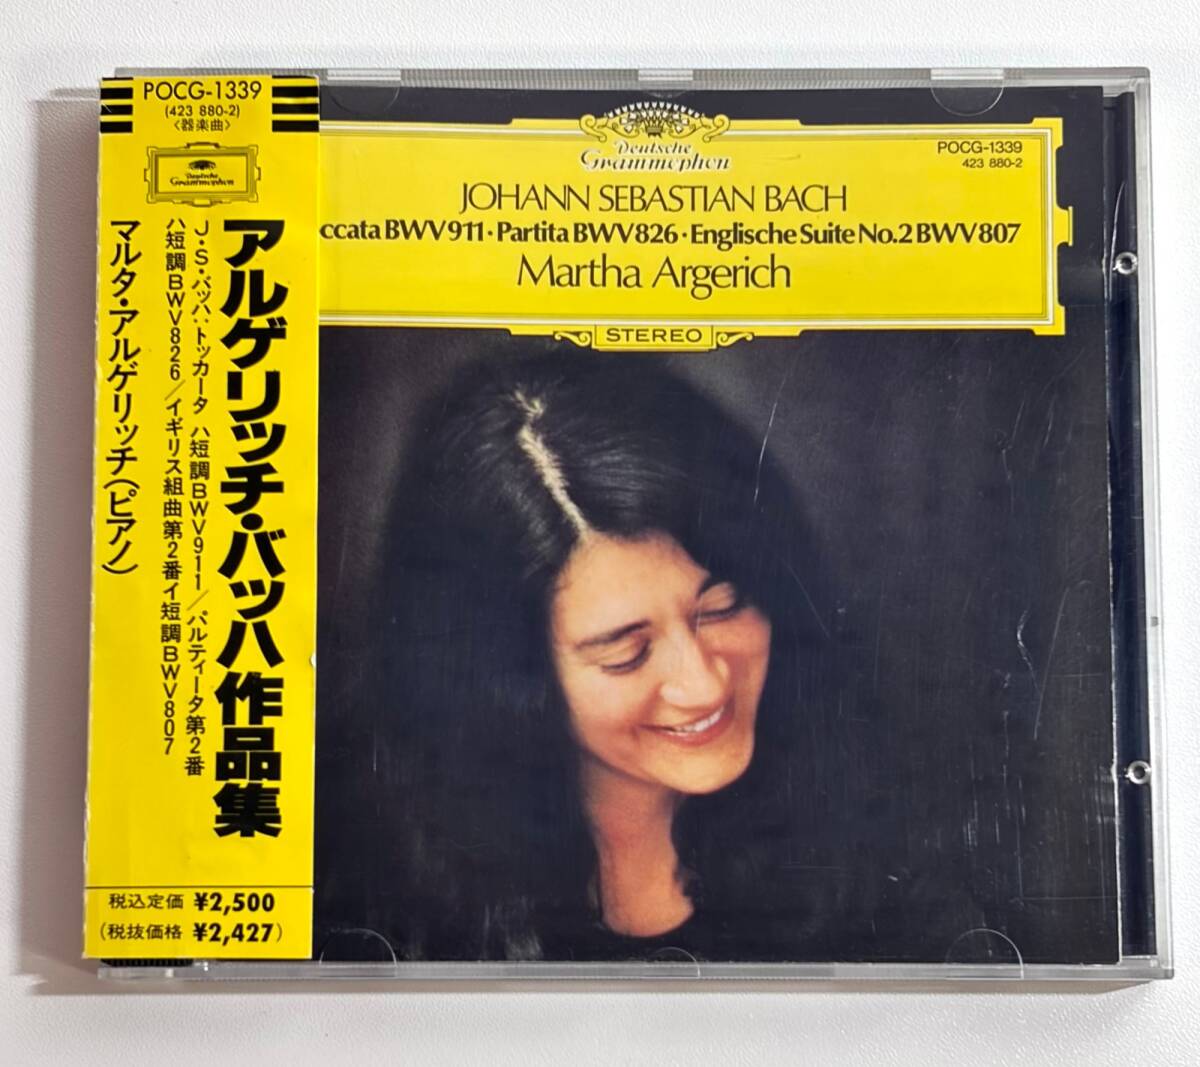 POCG-1339
(423 880-2)
〈器楽曲〉
Deutsche
Grammophon
アルゲリッチ・バッハ作品集
J・S・バッハ:トッカータ ハ短調BWV911/パルティータ第2番
ハ短調BWV826/イギリス組曲第2番イ短調BWV807
マルタ・アルゲリッチ(ピアノ)
税込定価 ¥2,500
(税抜価格 ¥2,427)
Deutsche
Grammophon
POCG-1339
423 880-2
JOHANN SEBASTIAN BACH
ccata BWV 911 · Partita BWV 826 · Englische Suite No.2 BWV 807
Martha Argerich
STEREO